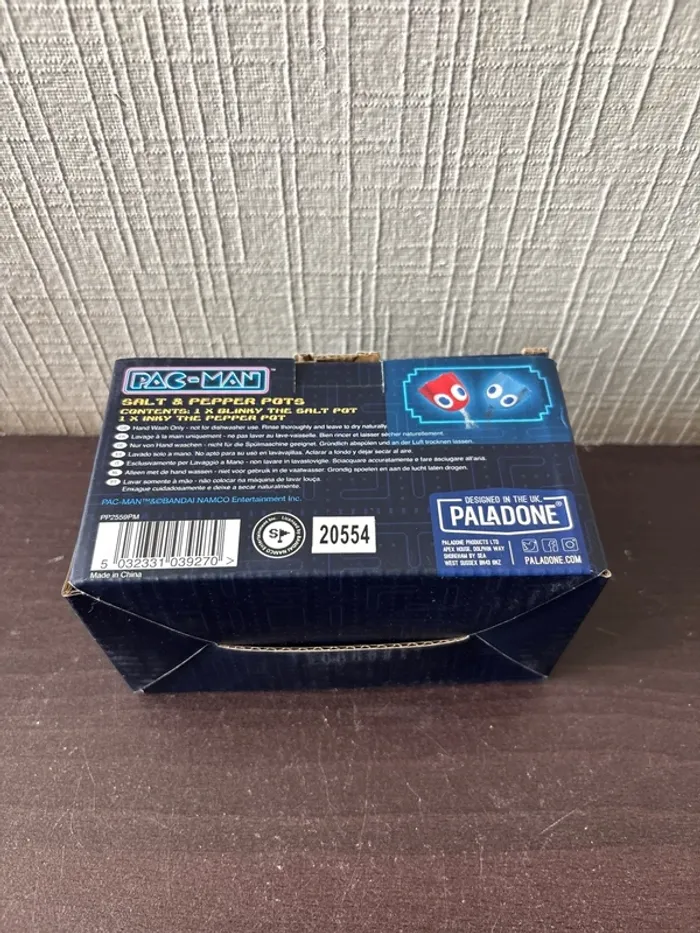 PAC-MAN™
SALT & PEPPER POTS
CONTENTS: 1 X BLINKY THE SALT POT
1 X INKY THE PEPPER POT
Hand Wash Only - not for dishwasher use. Rinse thoroughly and leave to dry naturally.
Lavage à la main uniquement - ne pas laver au lave-vaisselle. Bien rincer et laisser sécher naturellement.
Nur von Hand waschen - nicht für die Spülmaschine geeignet. Gründlich abspülen und an der Luft trocknen lassen.
Lavado solo a mano. No apto para su uso en lavavajillas. Aclarar a fondo y dejar secar al aire.
Esclusivamente per Lavaggio a Mano - non lavare in lavastoviglie. Sciacquare accuratamente e fare asciugare all'aria.
Alleen met de hand wassen - niet voor gebruik in de vaatwasser. Grondig spoelen en aan de lucht laten drogen.
Lavar somente à mão - não colocar na máquina de lavar louça.
Enxague cuidadosamente e deixe a secar naturalmente.
PAC-MAN™&©BANDAI NAMCO Entertainment Inc.
PP2559PM
5 032331 039270 >
Made in China
SP
20554
DESIGNED IN THE UK
PALADONE®
PALADONE PRODUCTS LTD
APEX HOUSE, DOLPHIN WAY
SHOREHAM BY SEA
WEST SUSSEX BN43 6NZ
PALADONE.COM